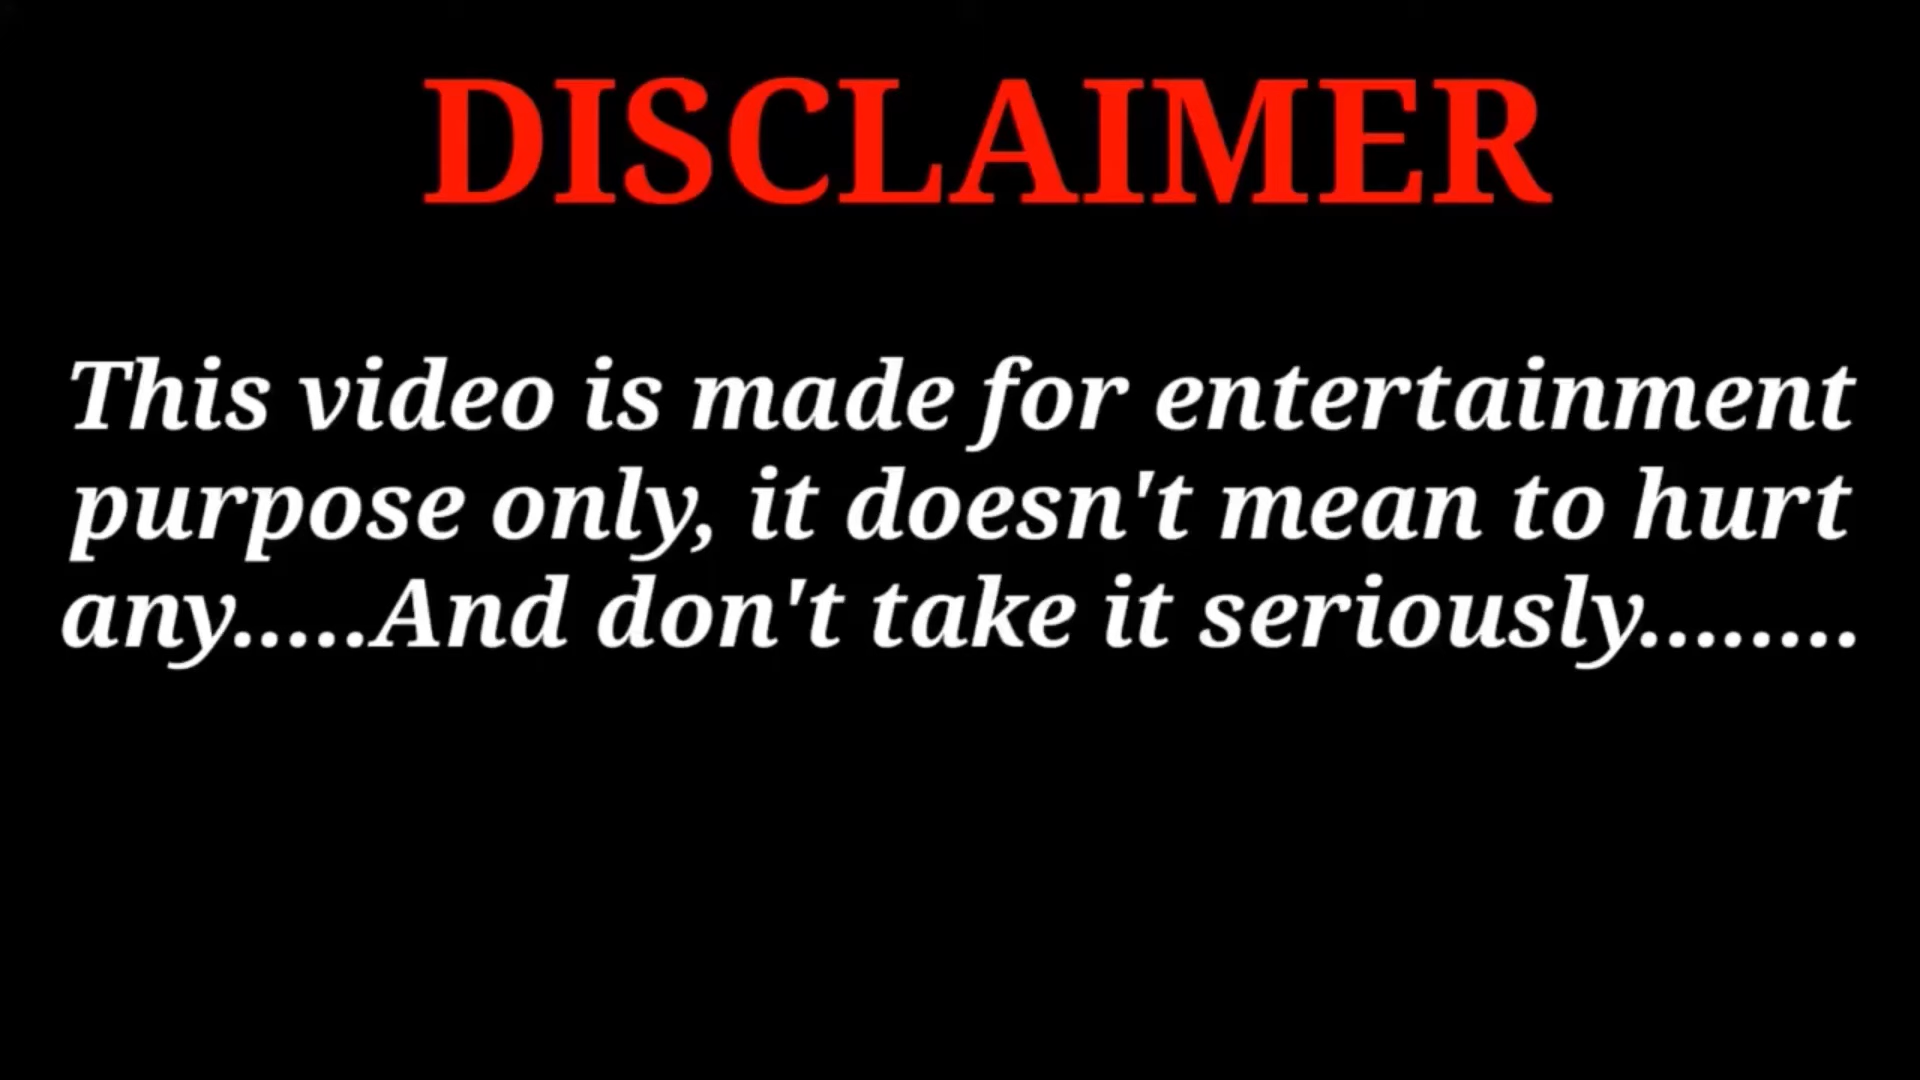 DISCLAIMER
This video is made for entertainment
purpose only, it doesn't mean to hurt
any.....And don't take it seriously........